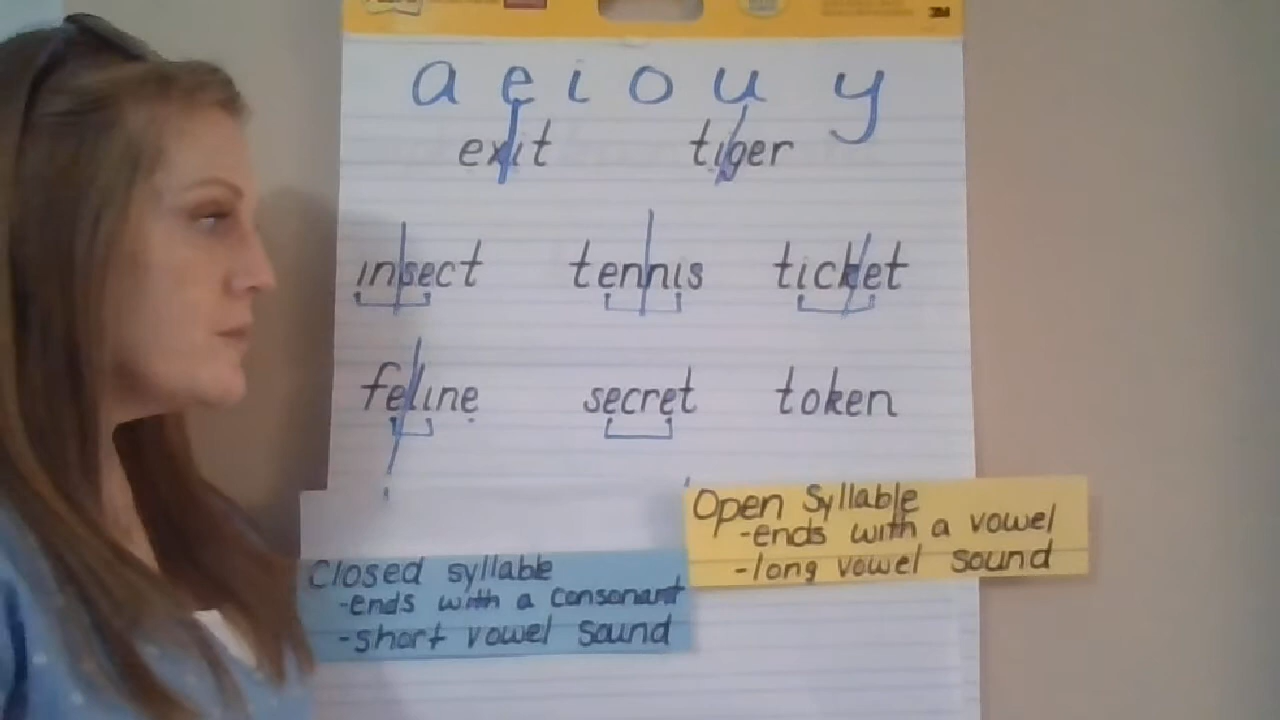 3M
a e i o u y
exit tiger
insect tennis ticket
feline secret token
Open Syllable
-ends with a vowel
-long vowel sound
Closed syllable
-ends with a consonant
-short vowel sound